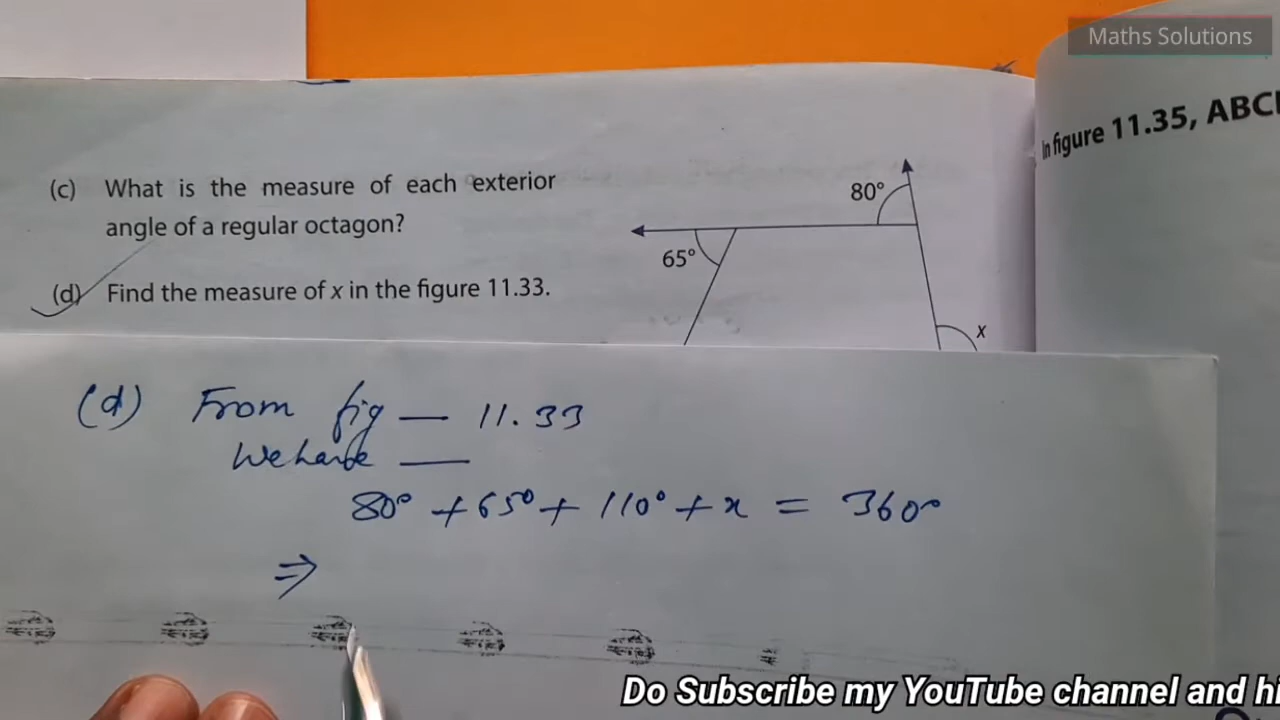 Maths Solutions
In figure 11.35, ABC
(c) What is the measure of each exterior
angle of a regular octagon?
80°
65°
(d) Find the measure of x in the figure 11.33.
x
(d) From fig — 11.33
We have —
80° + 65° + 110° + x = 360°
⇒
Do Subscribe my YouTube channel and hi